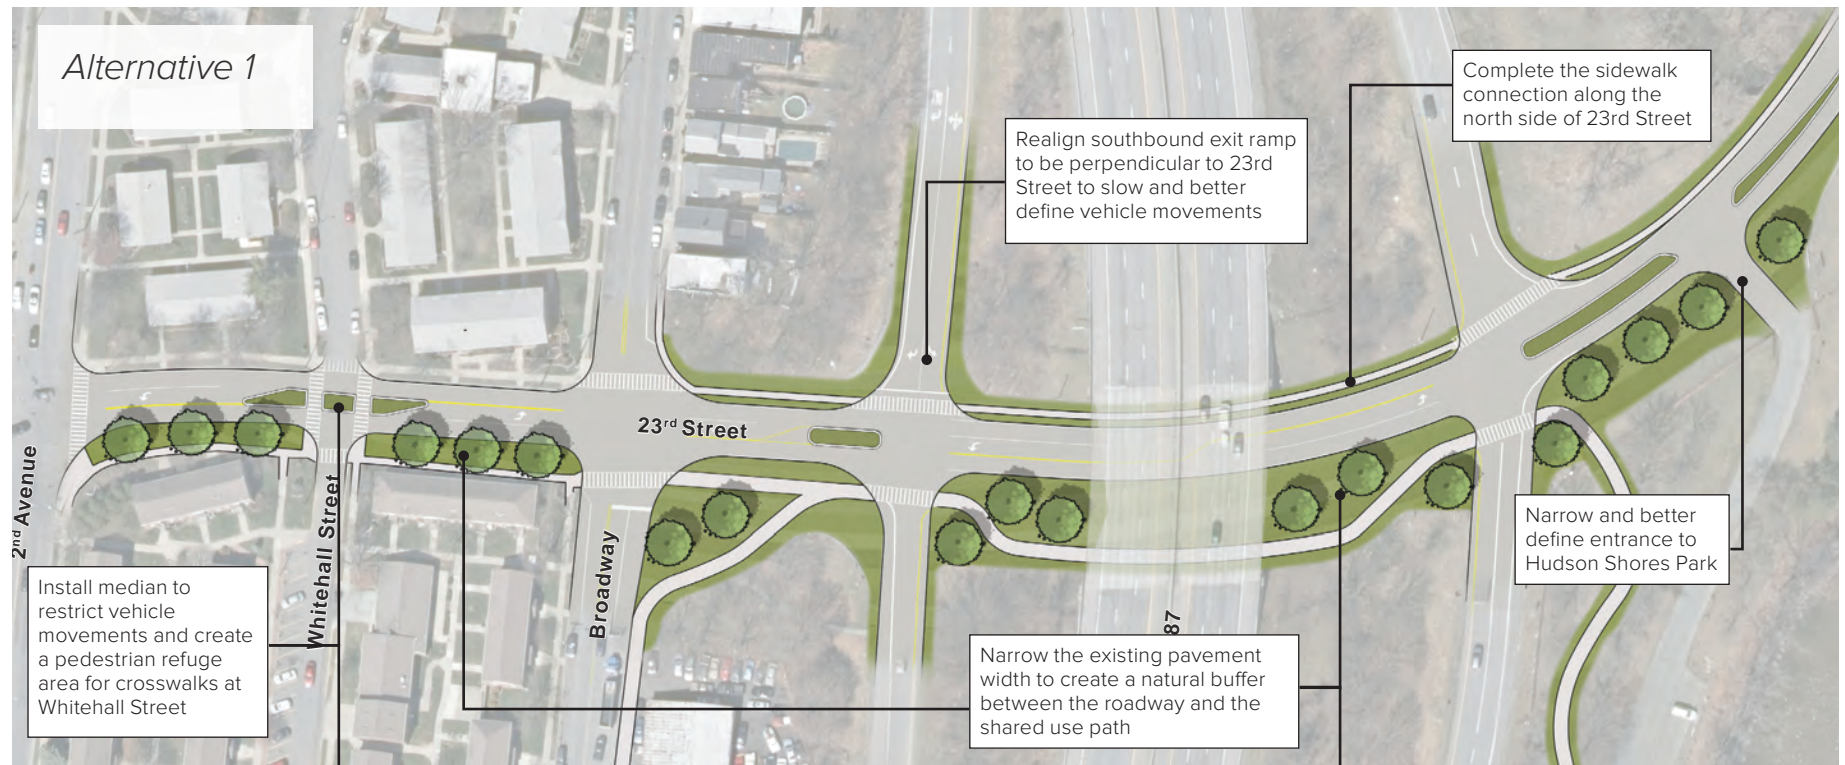 Alternative 1
Complete the sidewalk
connection along the
north side of 23rd Street
Realign southbound exit ramp
to be perpendicular to 23rd
Street to slow and better
define vehicle movements
23rd Street
2nd Avenue
Whitehall Street
Broadway
87
Narrow and better
define entrance to
Hudson Shores Park
Install median to
restrict vehicle
movements and create
a pedestrian refuge
area for crosswalks at
Whitehall Street
Narrow the existing pavement
width to create a natural buffer
between the roadway and the
shared use path